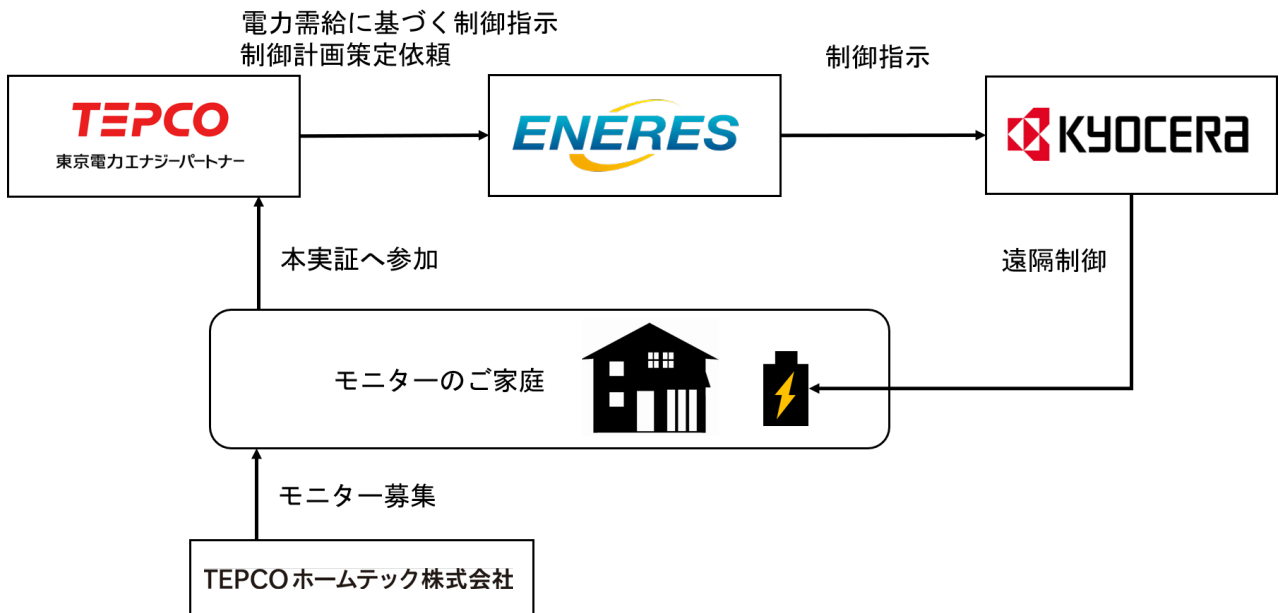 電力需給に基づく制御指示
制御計画策定依頼
制御指示
TEPCO
東京電力エナジーパートナー
ENERES
KYOCERA
本実証へ参加
遠隔制御
モニターのご家庭
モニター募集
TEPCOホームテック株式会社